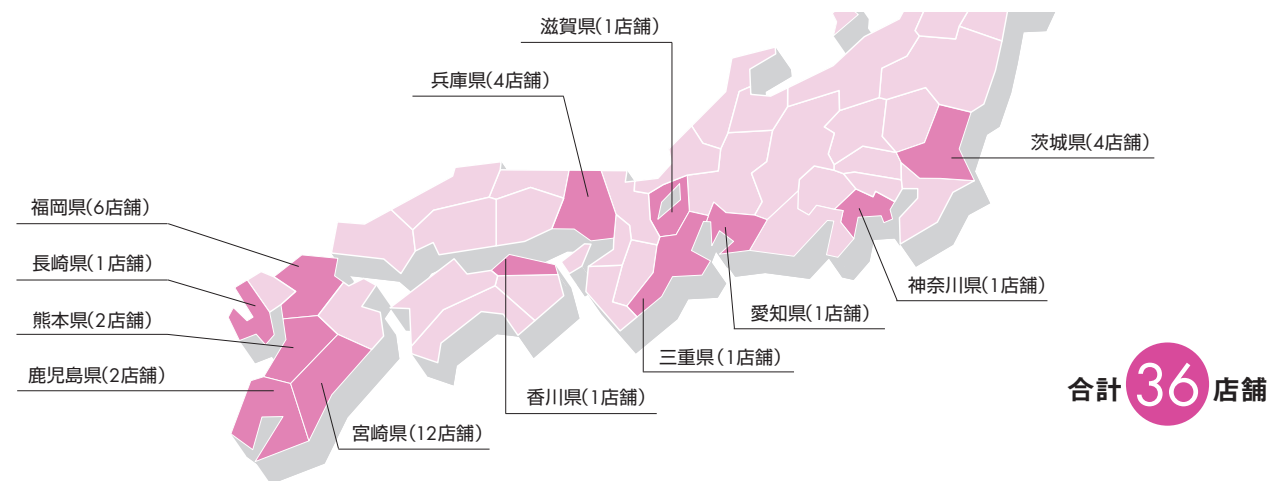 滋賀県(1店舗)
兵庫県(4店舗)
茨城県(4店舗)
福岡県(6店舗)
長崎県(1店舗)
神奈川県(1店舗)
熊本県(2店舗)
愛知県(1店舗)
三重県(1店舗)
鹿児島県(2店舗)
香川県(1店舗)
宮崎県(12店舗)
合計36店舗